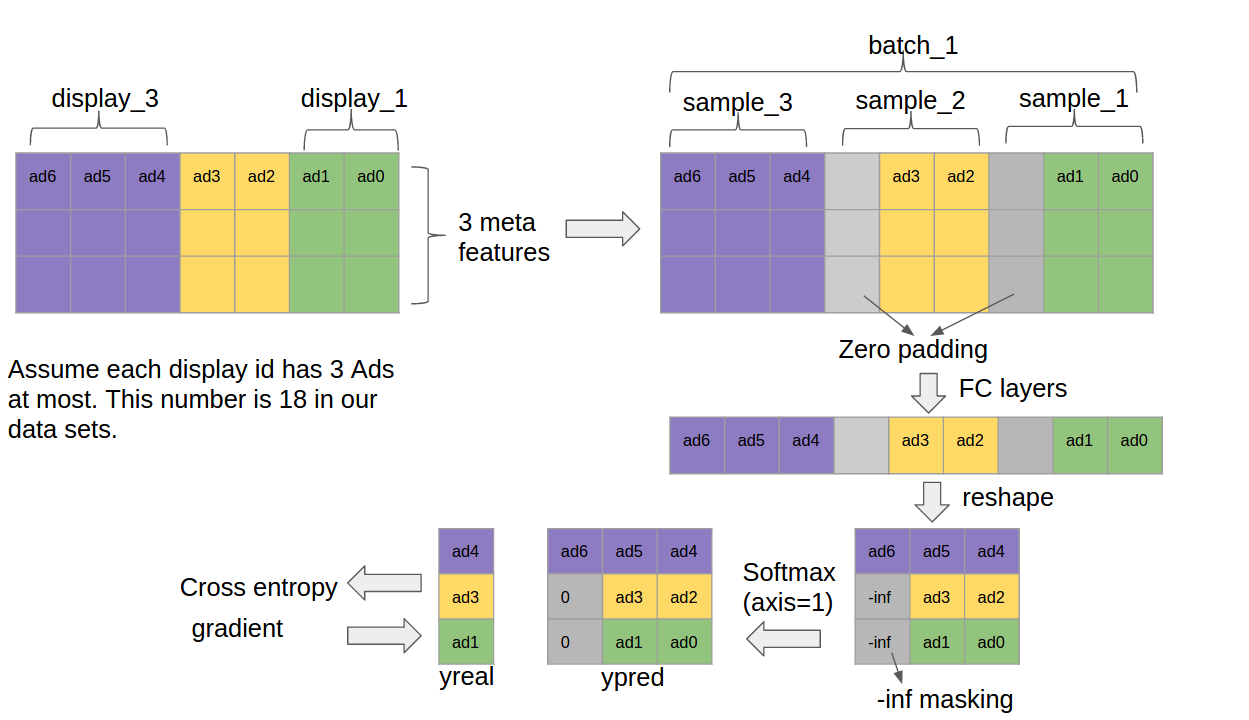 batch_1
display_3
display_1
sample_3
sample_2
sample_1
ad6 ad5 ad4 ad3 ad2 ad1 ad0
3 meta
features
ad6 ad5 ad4 ad3 ad2 ad1 ad0
Zero padding
Assume each display id has 3 Ads
at most. This number is 18 in our
data sets.
FC layers
ad6 ad5 ad4 ad3 ad2 ad1 ad0
reshape
Cross entropy
gradient
ad4
ad3
ad1
yreal
ad6 ad5 ad4
0 ad3 ad2
0 ad1 ad0
ypred
Softmax
(axis=1)
ad6 ad5 ad4
-inf ad3 ad2
-inf ad1 ad0
-inf masking